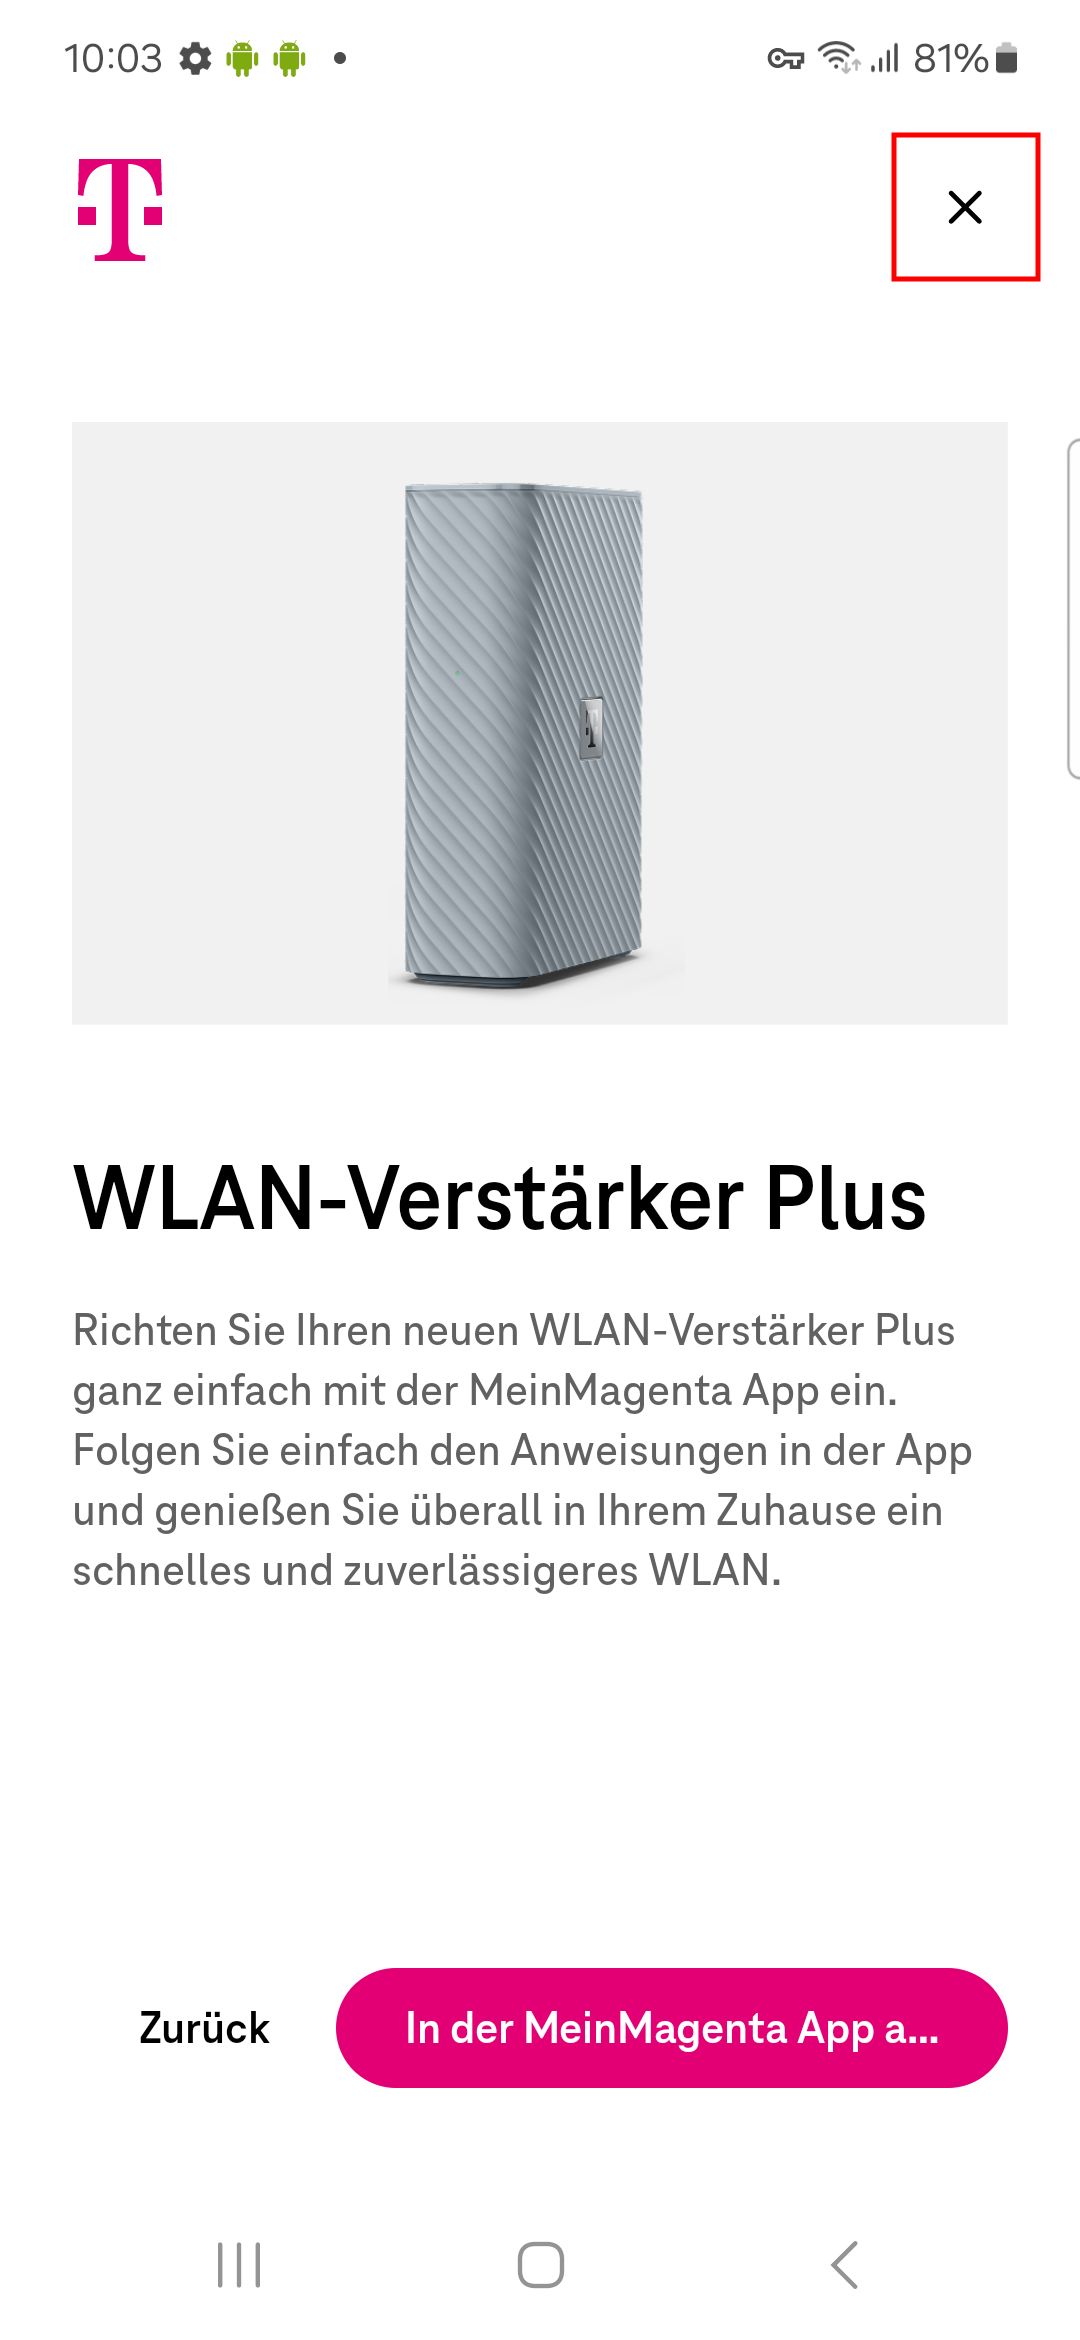 10:03 81%
T
WLAN-Verstärker Plus
Richten Sie Ihren neuen WLAN-Verstärker Plus
ganz einfach mit der MeinMagenta App ein.
Folgen Sie einfach den Anweisungen in der App
und genießen Sie überall in Ihrem Zuhause ein
schnelles und zuverlässigeres WLAN.
Zurück In der MeinMagenta App a...